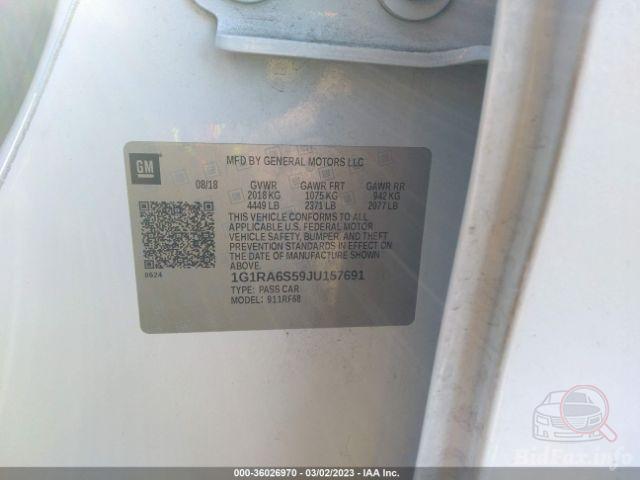 GM
MFD BY GENERAL MOTORS LLC
08/18 GVWR GAWR FRT GAWR RR
2018 KG 1075 KG 942 KG
4449 LB 2371 LB 2077 LB
THIS VEHICLE CONFORMS TO ALL
APPLICABLE U.S. FEDERAL MOTOR
VEHICLE SAFETY, BUMPER, AND THEFT
PREVENTION STANDARDS IN EFFECT ON
THE DATE OF MANUFACTURE SHOWN
ABOVE.
0624
1G1RA6S59JU157691
TYPE: PASS CAR
MODEL: 911RF68
BidFax.info
000-36026970 - 03/02/2023 - IAA Inc.